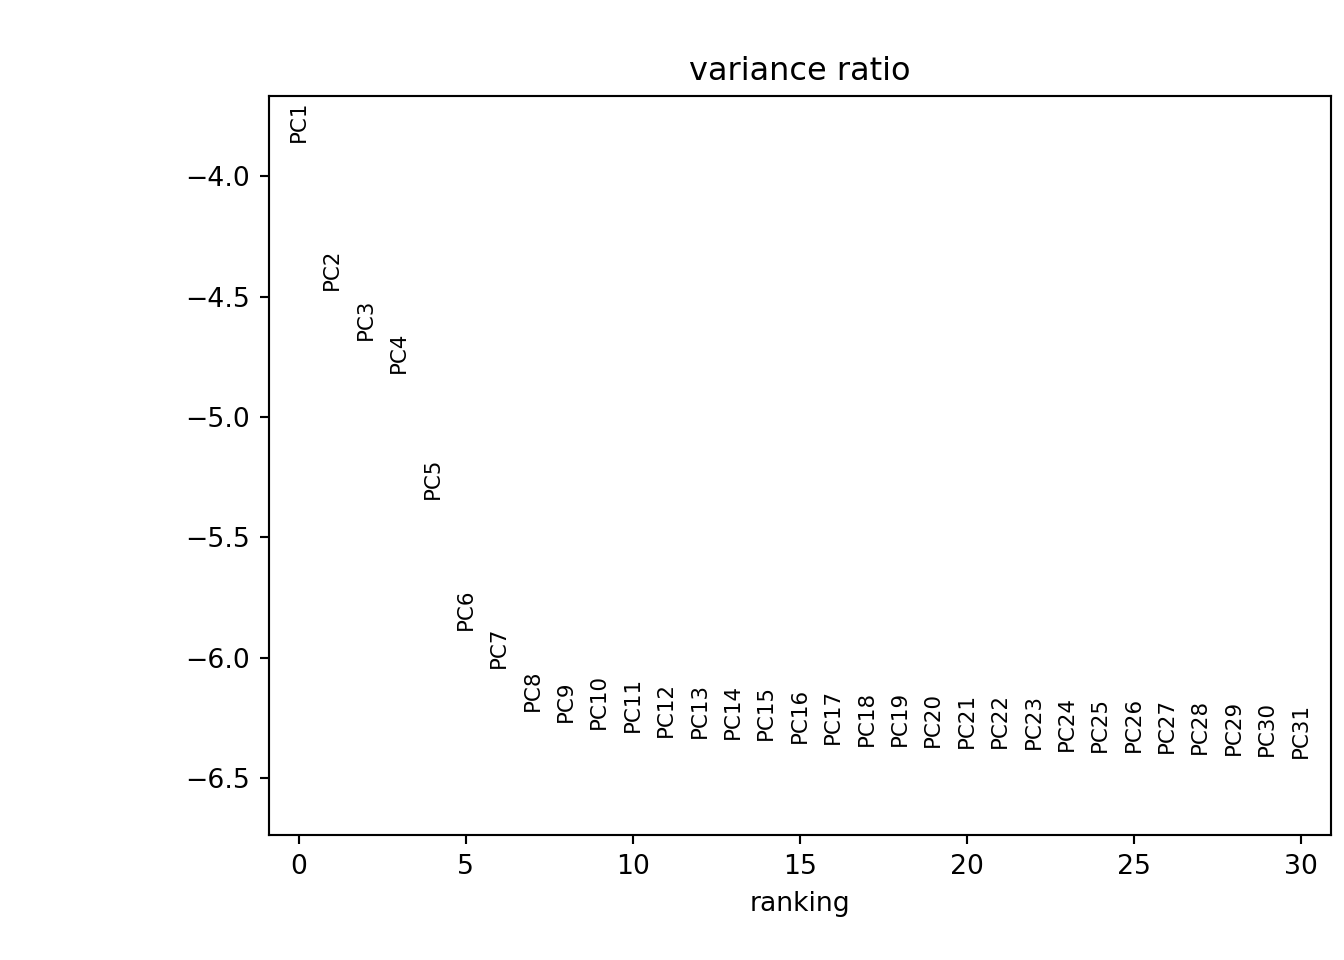 variance ratio
−4.0
−4.5
−5.0
−5.5
−6.0
−6.5
PC1
PC2
PC3
PC4
PC5
PC6
PC7
PC8
PC9
PC10
PC11
PC12
PC13
PC14
PC15
PC16
PC17
PC18
PC19
PC20
PC21
PC22
PC23
PC24
PC25
PC26
PC27
PC28
PC29
PC30
PC31
0 5 10 15 20 25 30
ranking